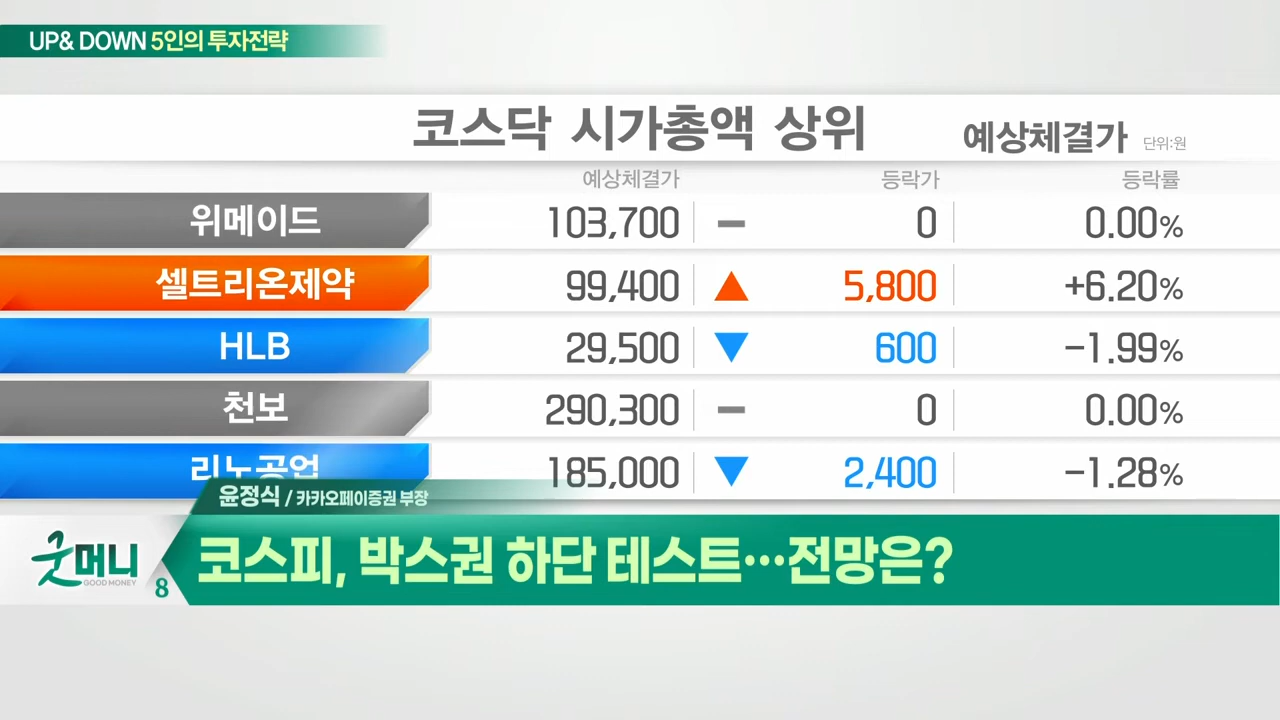 UP& DOWN 5인의 투자전략
코스닥 시가총액 상위 예상체결가 단위:원
예상체결가 등락가 등락률
위메이드 103,700 0 0.00%
셀트리온제약 99,400 ▲ 5,800 +6.20%
HLB 29,500 ▼ 600 -1.99%
천보 290,300 0 0.00%
리노공업 185,000 ▼ 2,400 -1.28%
윤정식 / 카카오페이증권 부장
코스피, 박스권 하단 테스트…전망은?
굿머니
GOOD MONEY
8